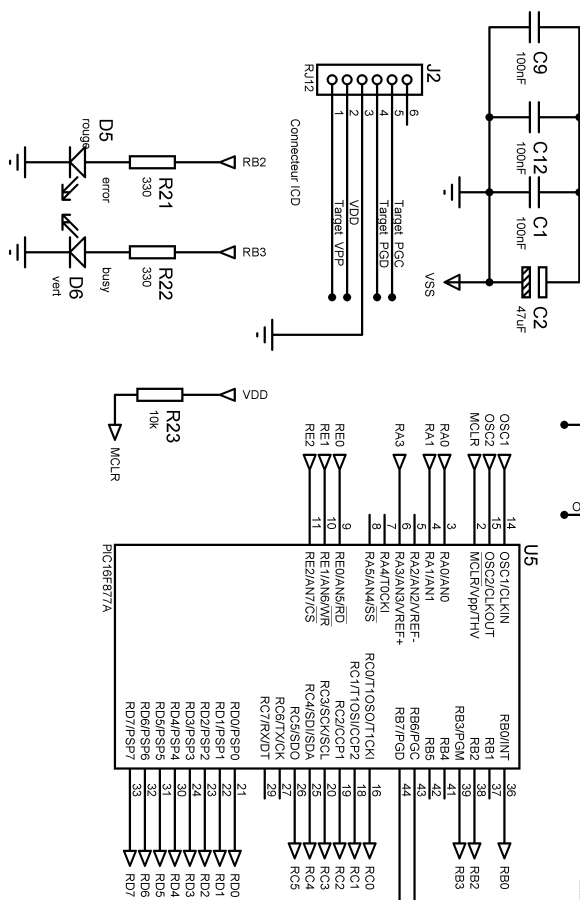 C9
100nF
C12
100nF
C1
100nF
C2
47uF
VSS
J2
RJ12
6
5
4
3
2
1
Target PGC
Target PGD
VDD
Target VPP
Connecteur ICD
RB2
R21
330
D5
rouge
error
RB3
R22
330
D6
vert
busy
VDD
R23
10k
MCLR
U5
PIC16F877A
OSC1
14
OSC1/CLKIN
OSC2
15
OSC2/CLKOUT
MCLR
2
MCLR/Vpp/THV
RA0
3
RA0/AN0
RA1
4
RA1/AN1
5
RA2/AN2/VREF-
RA3
6
RA3/AN3/VREF+
7
RA4/T0CKI
8
RA5/AN4/SS
RE0
9
RE0/AN5/RD
RE1
10
RE1/AN6/WR
RE2
11
RE2/AN7/CS
RB0/INT
36
RB0
RB1
37
RB2
38
RB2
RB3/PGM
39
RB3
RB4
41
RB5
42
RB6/PGC
43
RB7/PGD
44
RC0/T1OSO/T1CKI
16
RC0
RC1/T1OSI/CCP2
18
RC1
RC2/CCP1
19
RC2
RC3/SCK/SCL
20
RC3
RC4/SDI/SDA
25
RC4
RC5/SDO
26
RC5
RC6/TX/CK
27
RC7/RX/DT
29
RD0/PSP0
21
RD0
RD1/PSP1
22
RD1
RD2/PSP2
23
RD2
RD3/PSP3
24
RD3
RD4/PSP4
30
RD4
RD5/PSP5
31
RD5
RD6/PSP6
32
RD6
RD7/PSP7
33
RD7